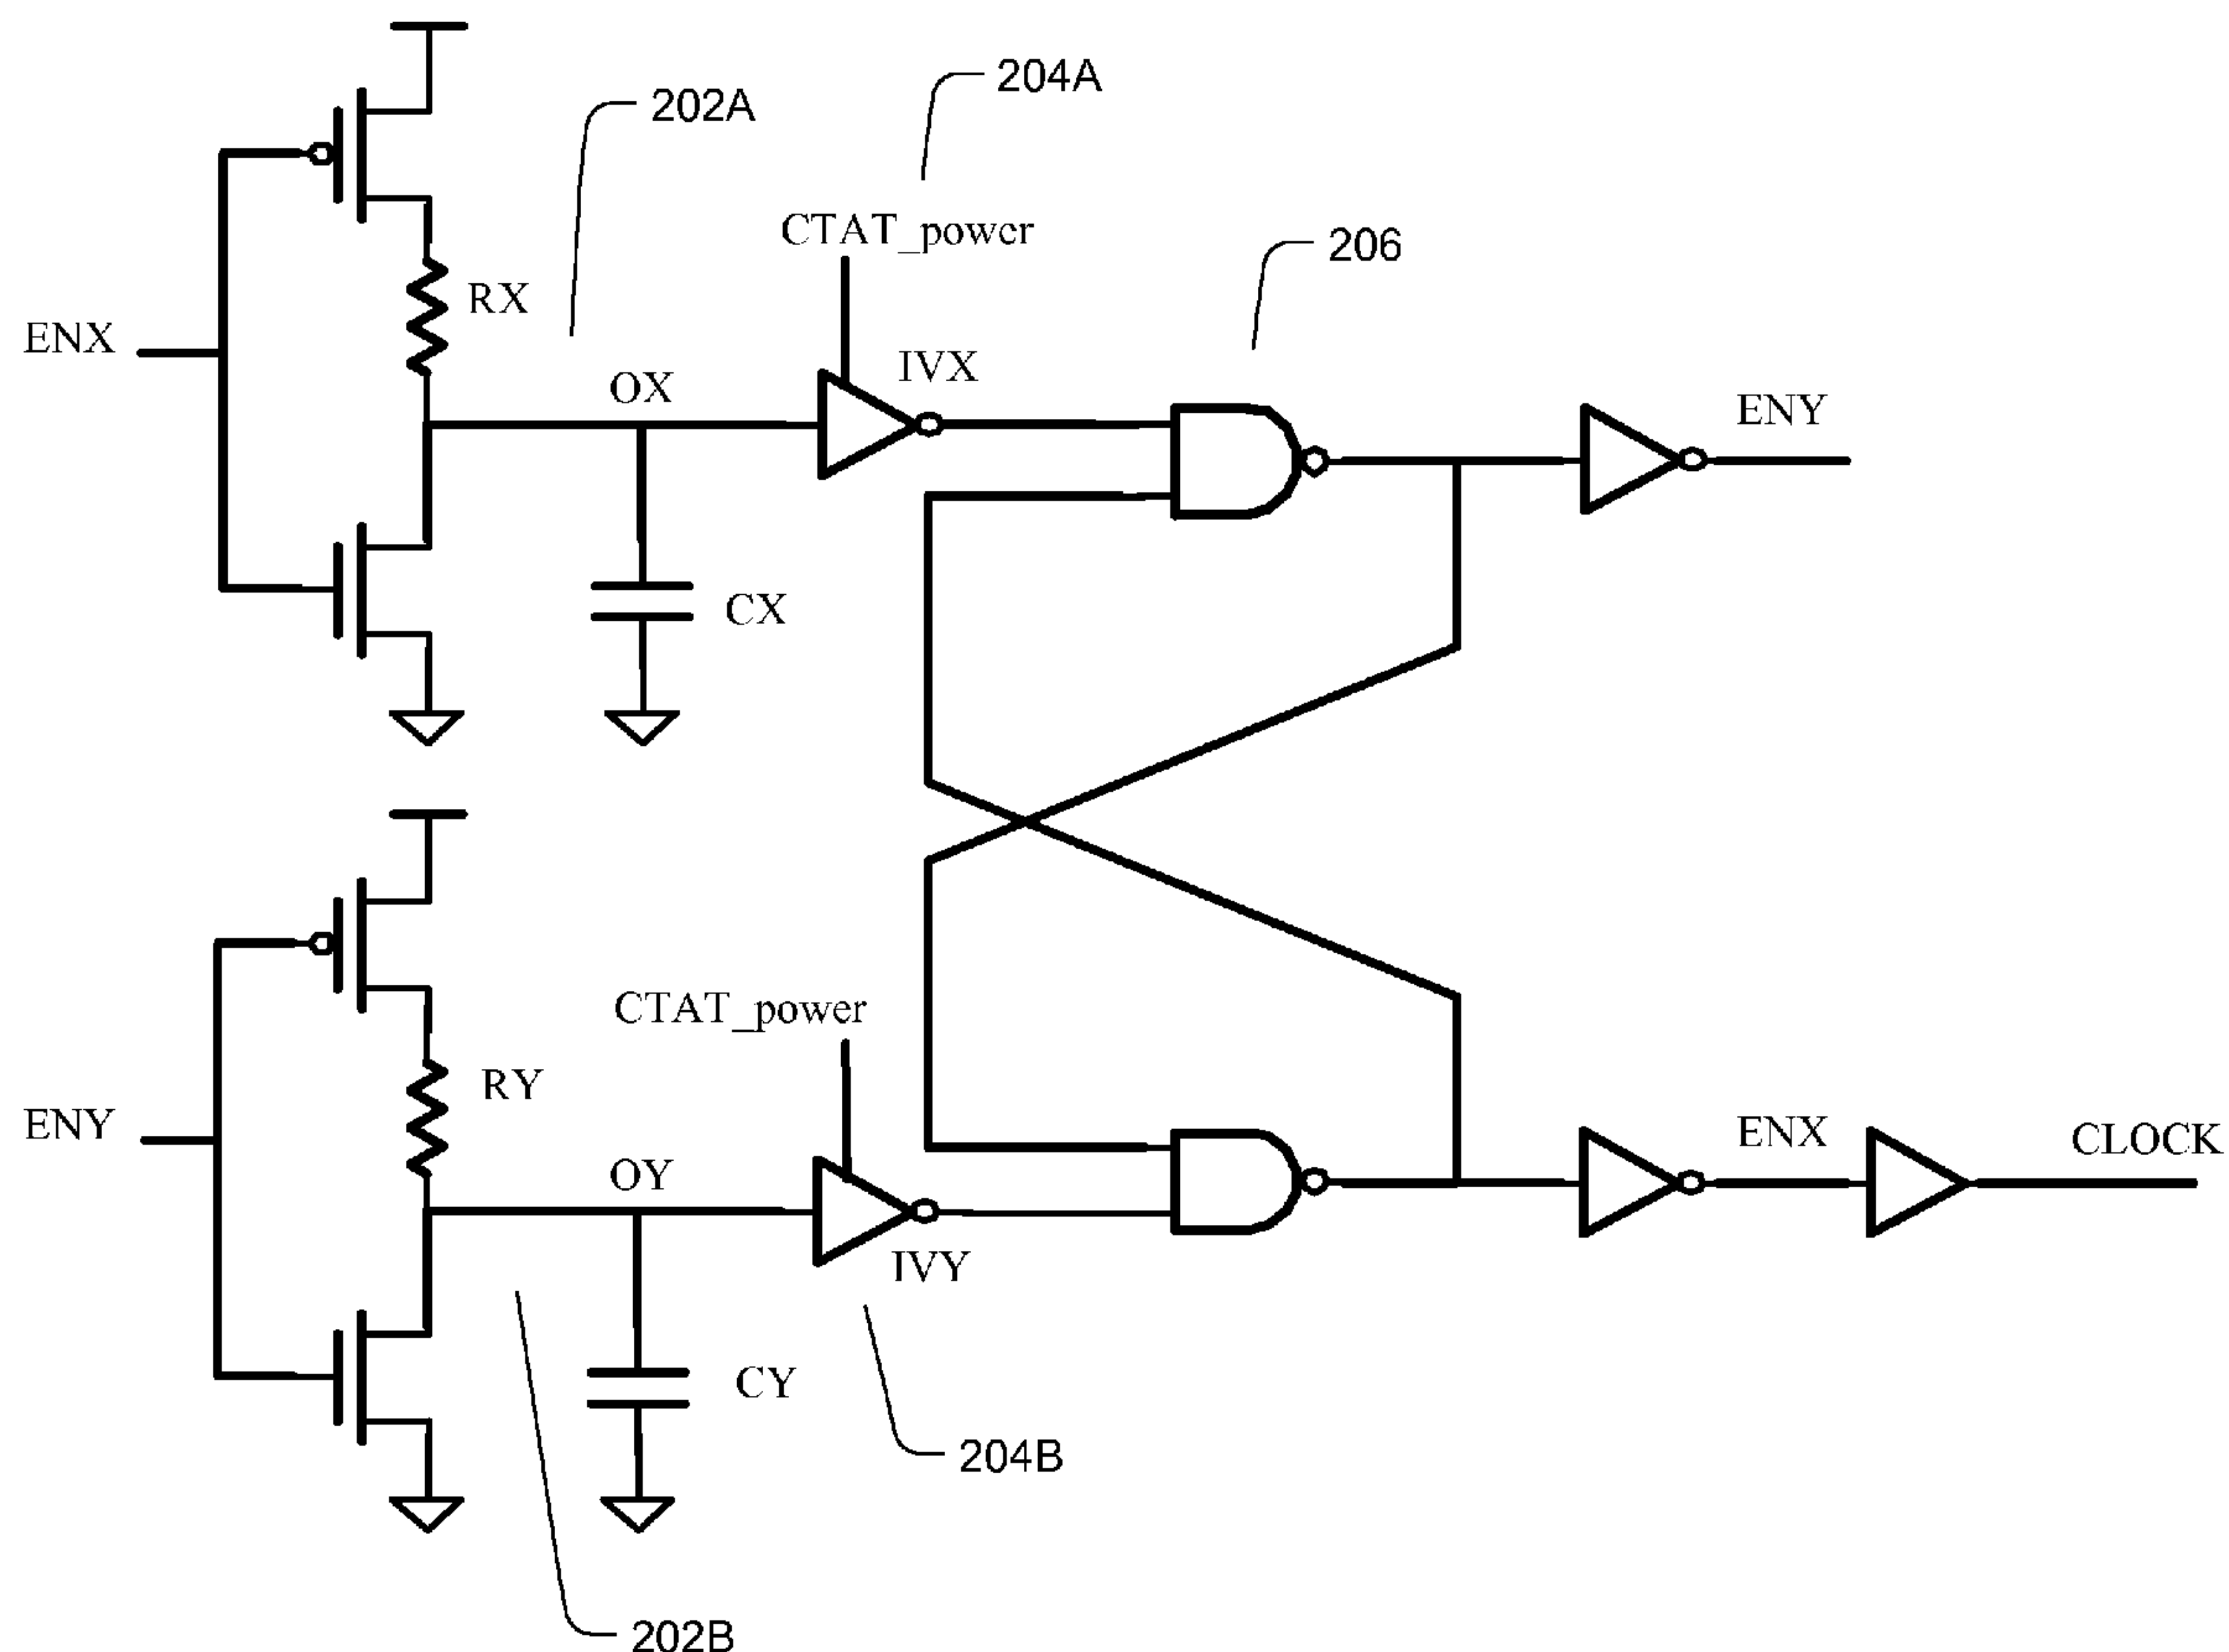 204A
202A
CTAT_power
206
RX
ENX
IVX
OX
ENY
CX
CTAT_power
RY
ENY
ENX
CLOCK
OY
IVY
CY
204B
202B